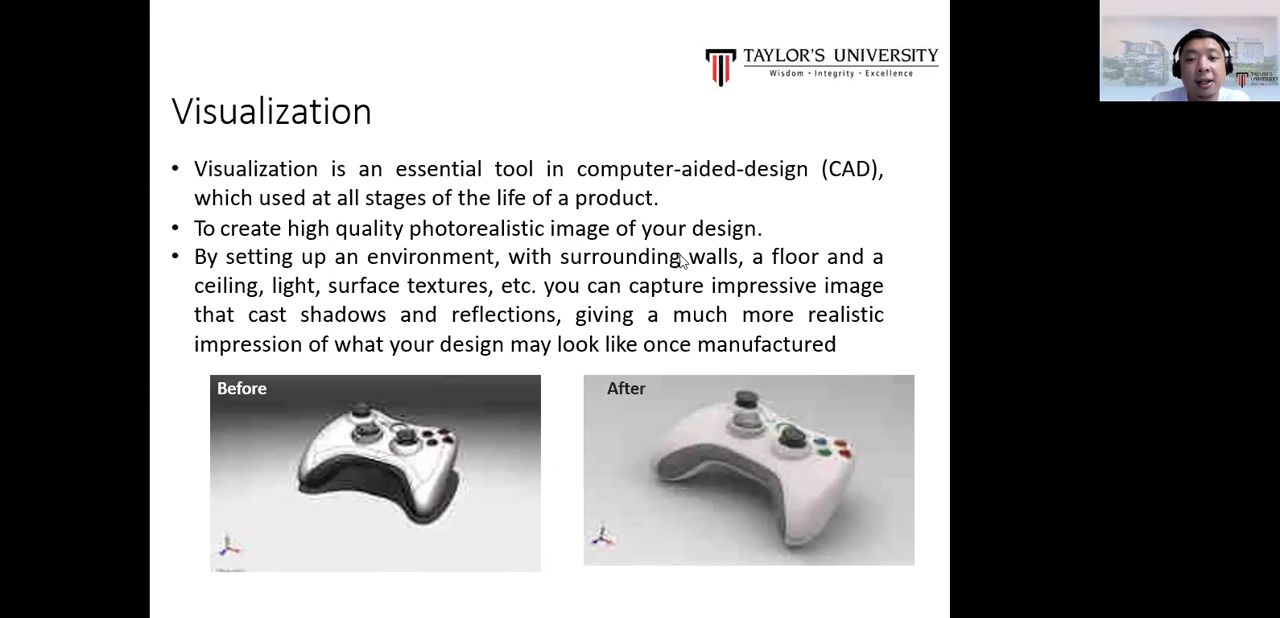 TAYLOR'S UNIVERSITY
Wisdom • Integrity • Excellence
Visualization
• Visualization is an essential tool in computer-aided-design (CAD),
which used at all stages of the life of a product.
• To create high quality photorealistic image of your design.
• By setting up an environment, with surrounding walls, a floor and a
ceiling, light, surface textures, etc. you can capture impressive image
that cast shadows and reflections, giving a much more realistic
impression of what your design may look like once manufactured
Before
After
TAYLOR'S
UNIVERSITY